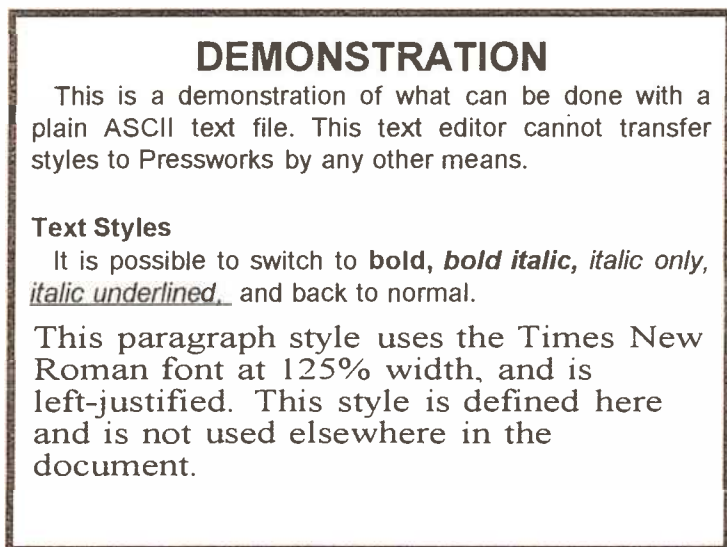 DEMONSTRATION
This is a demonstration of what can be done with a
plain ASCII text file. This text editor cannot transfer
styles to Pressworks by any other means.
Text Styles
It is possible to switch to bold, bold italic, italic only,
italic underlined, and back to normal.
This paragraph style uses the Times New
Roman font at 125% width, and is
left-justified. This style is defined here
and is not used elsewhere in the
document.